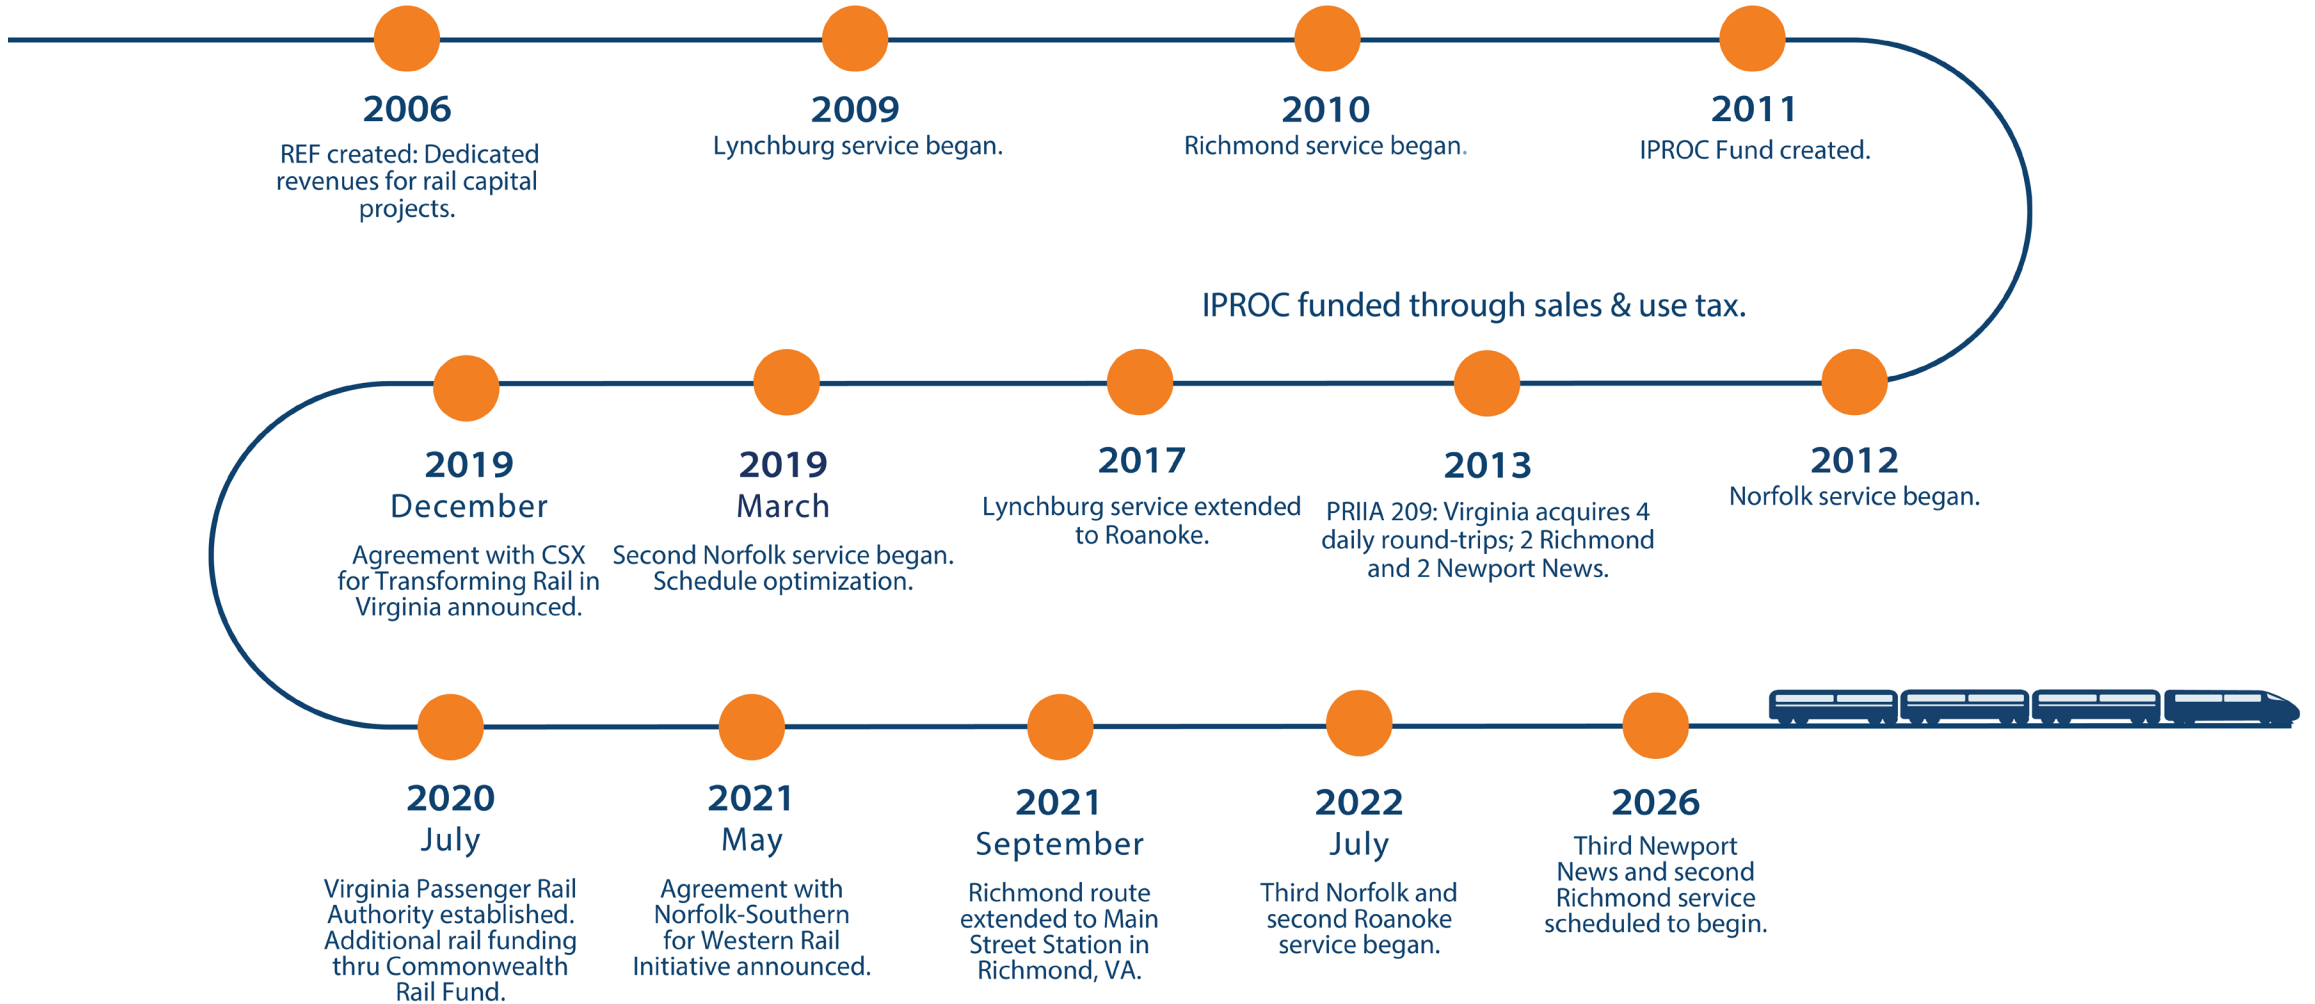 2006
REF created: Dedicated
revenues for rail capital
projects.
2009
Lynchburg service began.
2010
Richmond service began.
2011
IPROC Fund created.
IPROC funded through sales & use tax.
2012
Norfolk service began.
2013
PRIIA 209: Virginia acquires 4
daily round-trips; 2 Richmond
and 2 Newport News.
2017
Lynchburg service extended
to Roanoke.
2019
March
Second Norfolk service began.
Schedule optimization.
2019
December
Agreement with CSX
for Transforming Rail in
Virginia announced.
2020
July
Virginia Passenger Rail
Authority established.
Additional rail funding
thru Commonwealth
Rail Fund.
2021
May
Agreement with
Norfolk-Southern
for Western Rail
Initiative announced.
2021
September
Richmond route
extended to Main
Street Station in
Richmond, VA.
2022
July
Third Norfolk and
second Roanoke
service began.
2026
Third Newport
News and second
Richmond service
scheduled to begin.